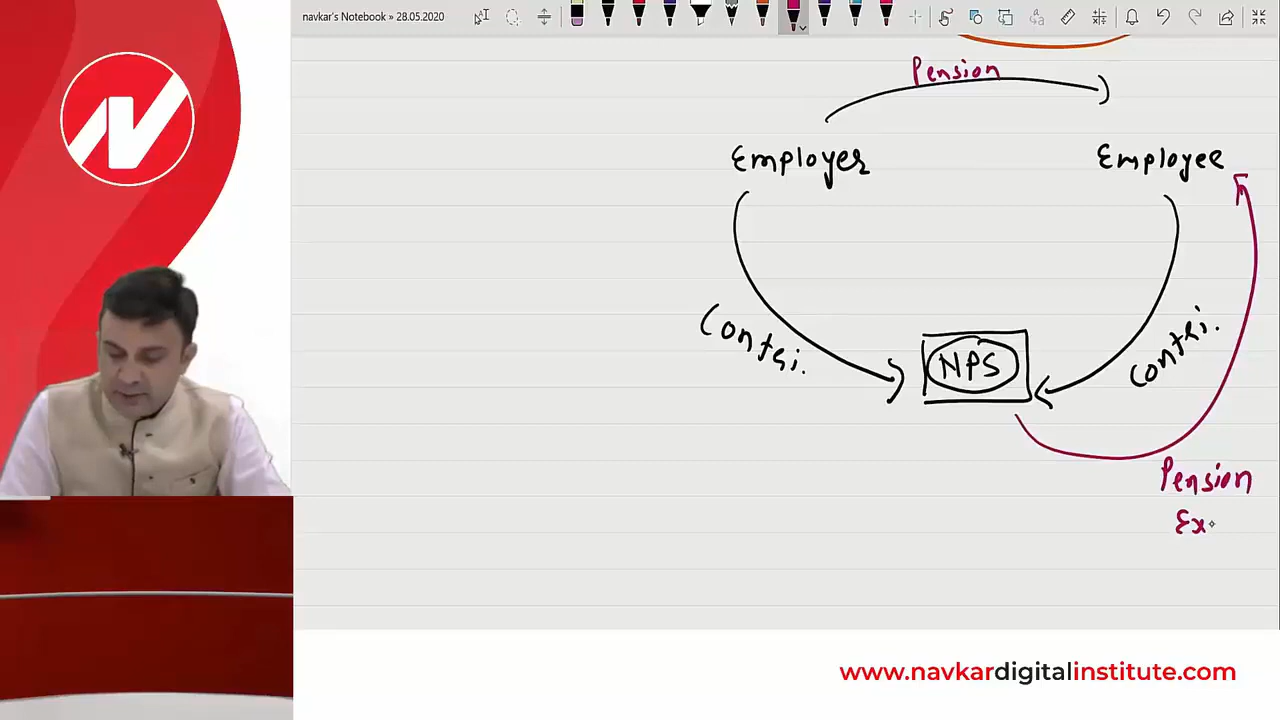 navkar's Notebook » 28.05.2020
Pension
Employer
Employee
Contri.
NPS
Contri.
Pension
Ex
www.navkardigitalinstitute.com